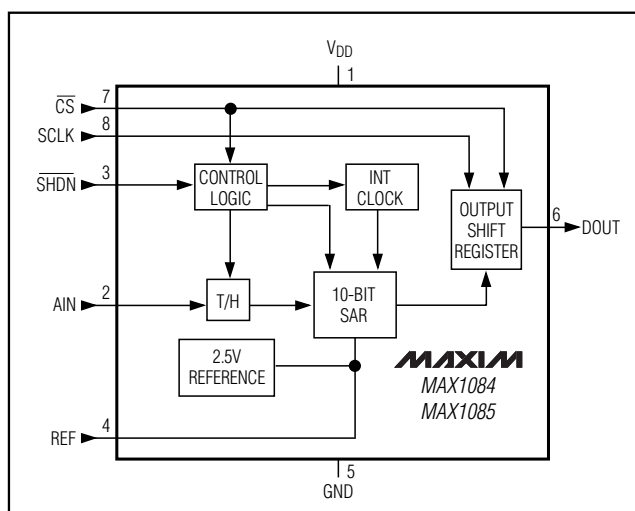 VDD
1
CS 7
SCLK 8
SHDN 3
CONTROL
LOGIC
INT
CLOCK
OUTPUT
SHIFT
REGISTER
6 DOUT
AIN 2
T/H
10-BIT
SAR
2.5V
REFERENCE
MAXIM
MAX1084
MAX1085
REF 4
5
GND